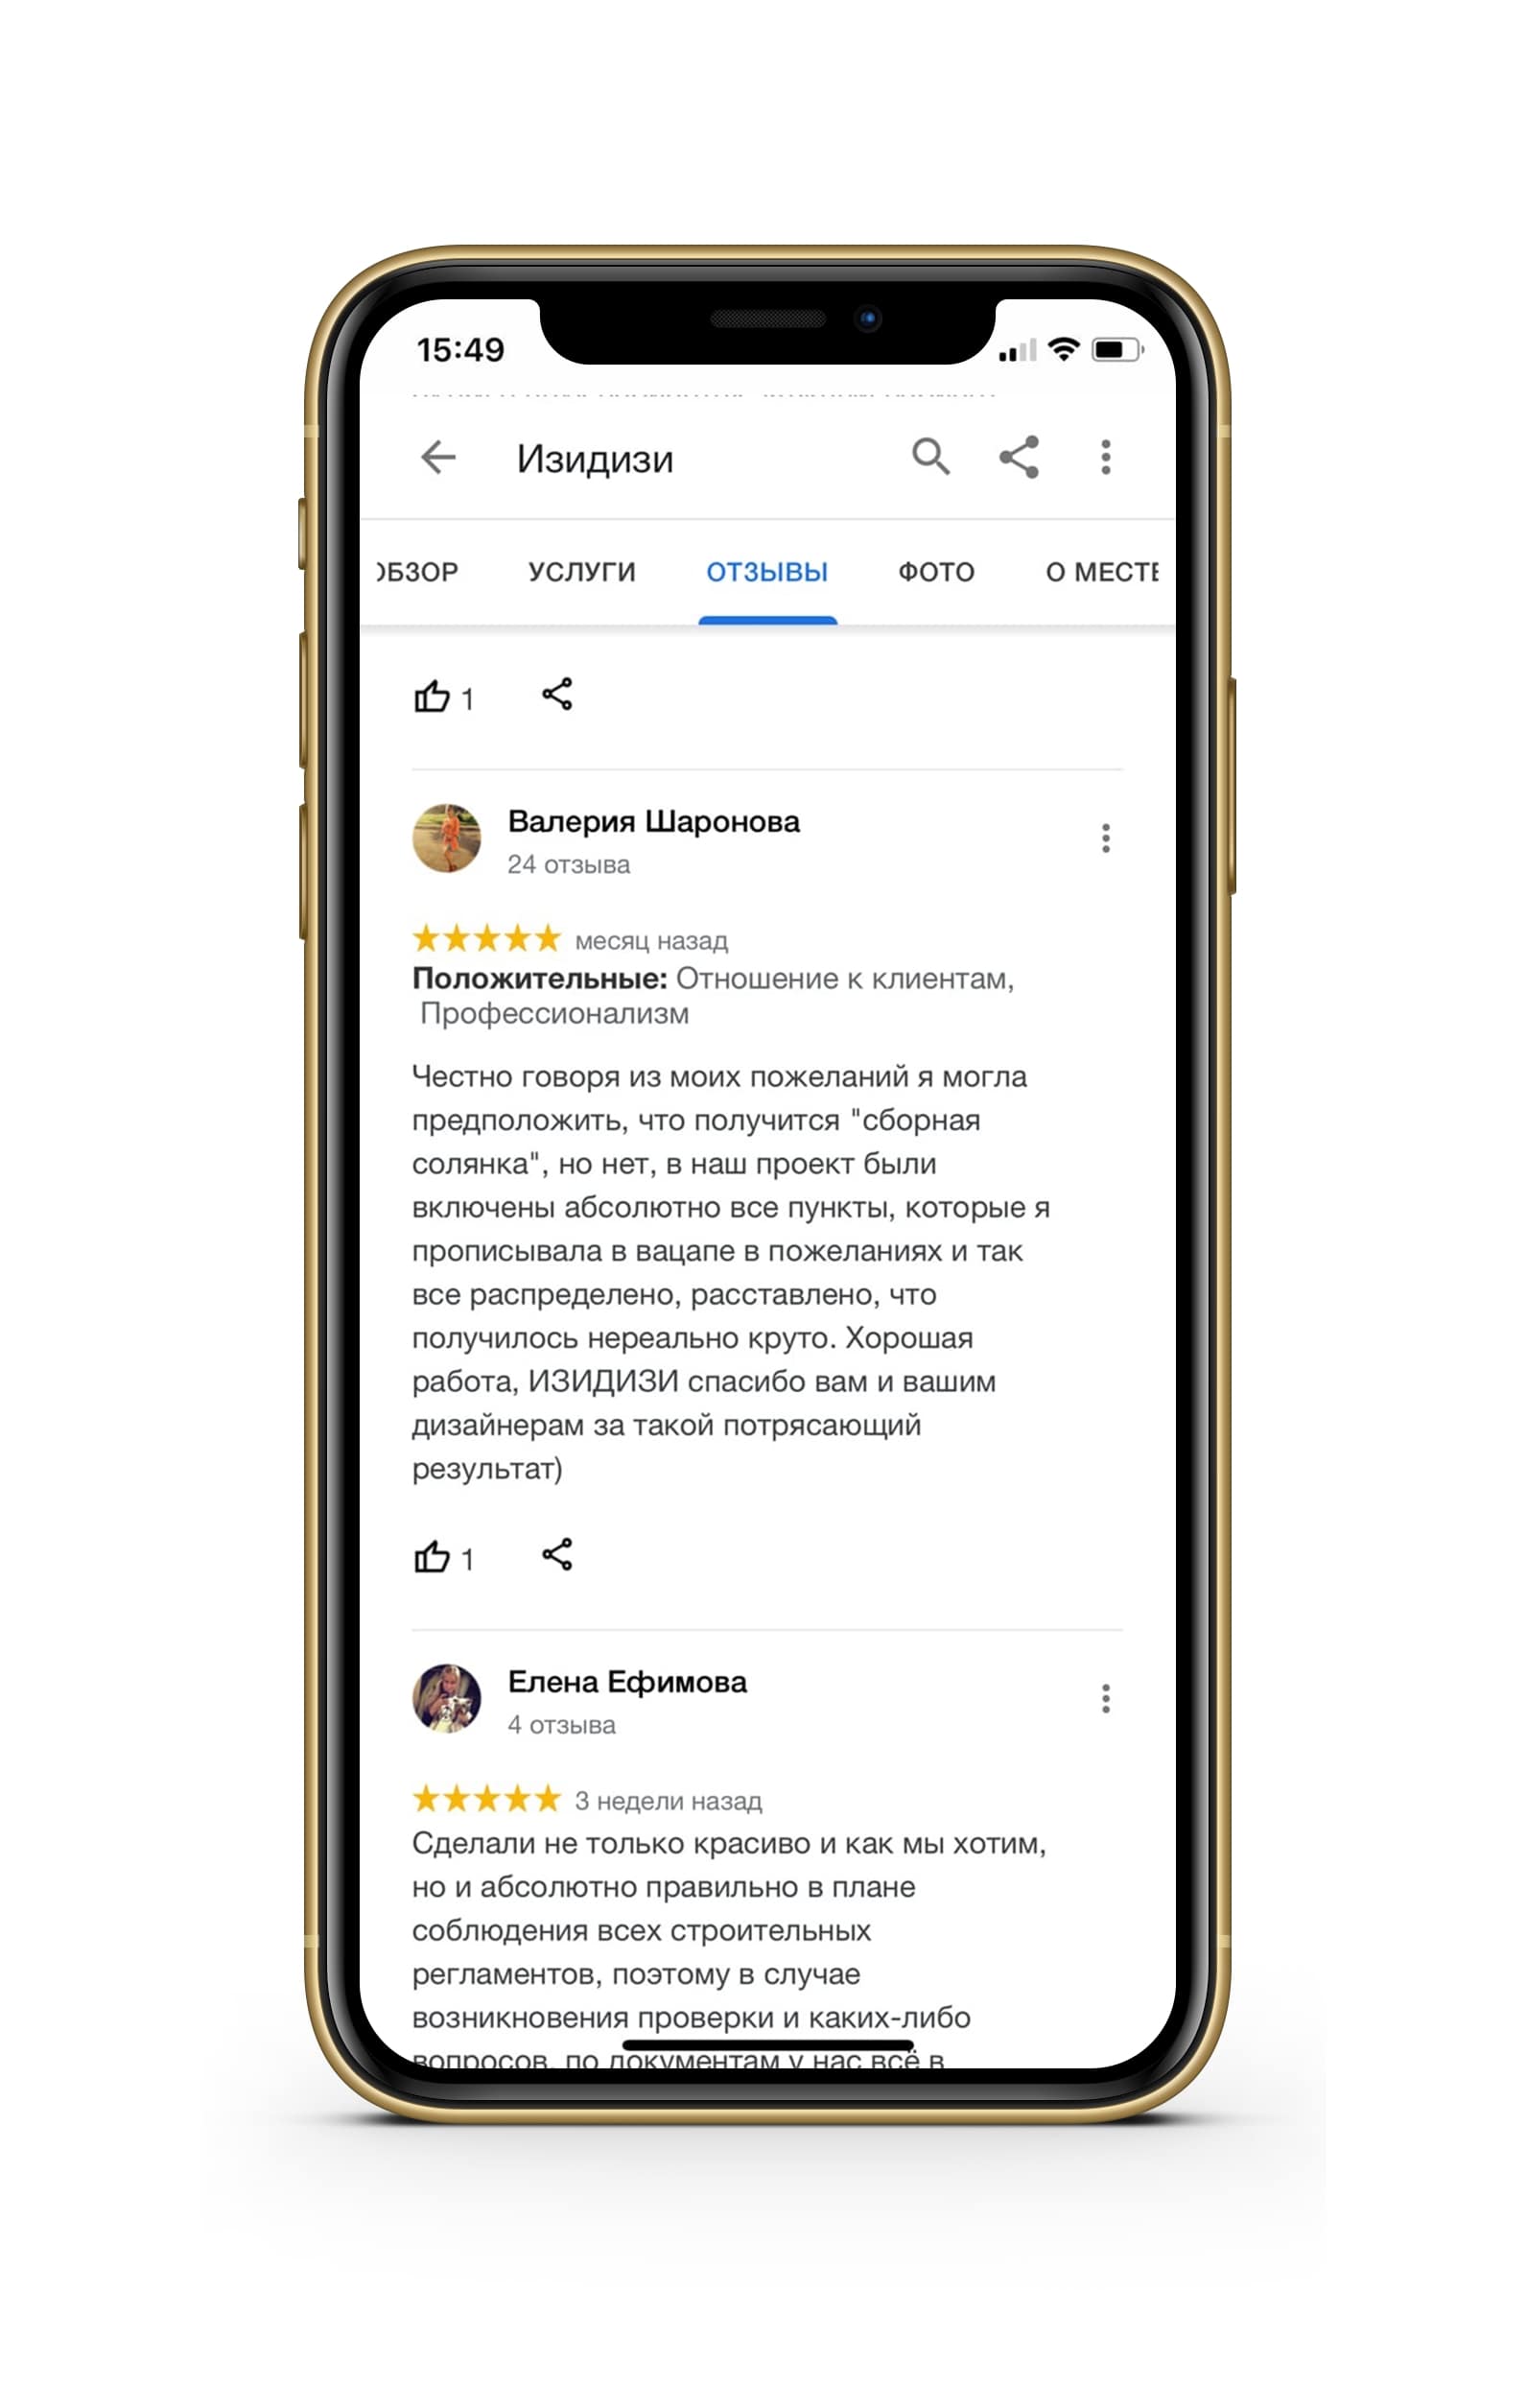 15:49
Изидизи
ОБЗОР УСЛУГИ ОТЗЫВЫ ФОТО О МЕСТЕ
1
Валерия Шаронова
24 отзыва
месяц назад
Положительные: Отношение к клиентам,
Профессионализм
Честно говоря из моих пожеланий я могла
предположить, что получится "сборная
солянка", но нет, в наш проект были
включены абсолютно все пункты, которые я
прописывала в вацапе в пожеланиях и так
все распределено, расставлено, что
получилось нереально круто. Хорошая
работа, ИЗИДИЗИ спасибо вам и вашим
дизайнерам за такой потрясающий
результат)
1
Елена Ефимова
4 отзыва
3 недели назад
Сделали не только красиво и как мы хотим,
но и абсолютно правильно в плане
соблюдения всех строительных
регламентов, поэтому в случае
возникновения проверки и каких-либо
вопросов, по документам у нас всё в